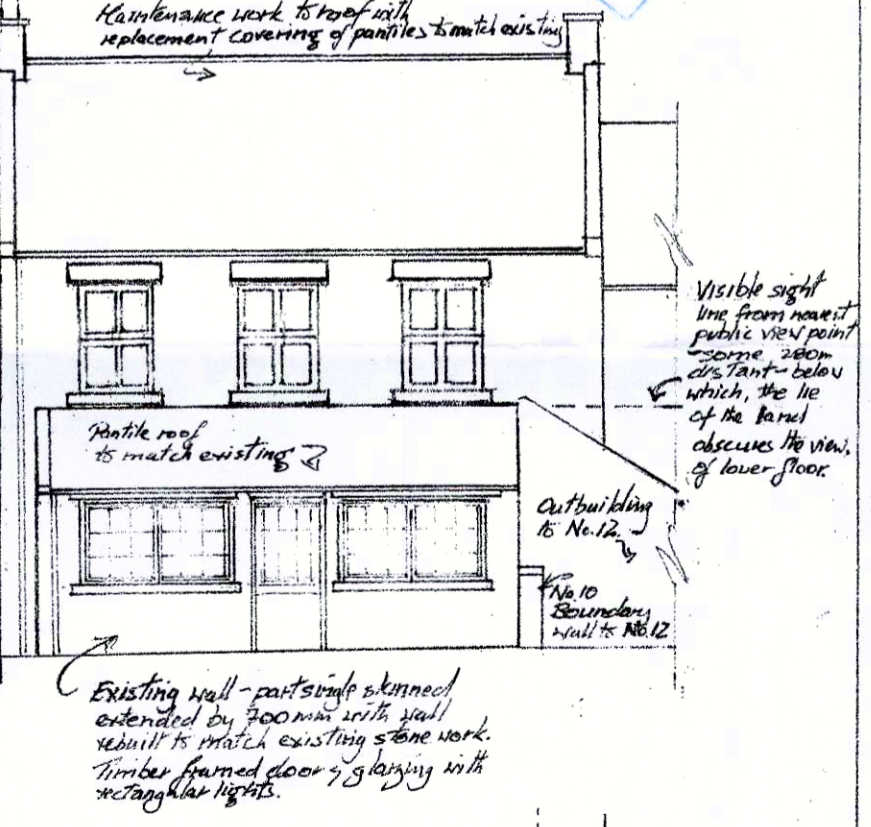 Maintenance work to roof with
replacement covering of pantiles to match existing
Visible sight
line from nearest
public view point
-some 200m
distant-below
which, the lie
of the land
obscures the view,
of lower floor.
Pantile roof
to match existing
Outbuilding
to No.12.
No.10
Boundary
wall to No.12
Existing wall - part single skinned
extended by 700mm with wall
rebuilt to match existing stone work.
Timber framed door & glazing with
rectangular lights.